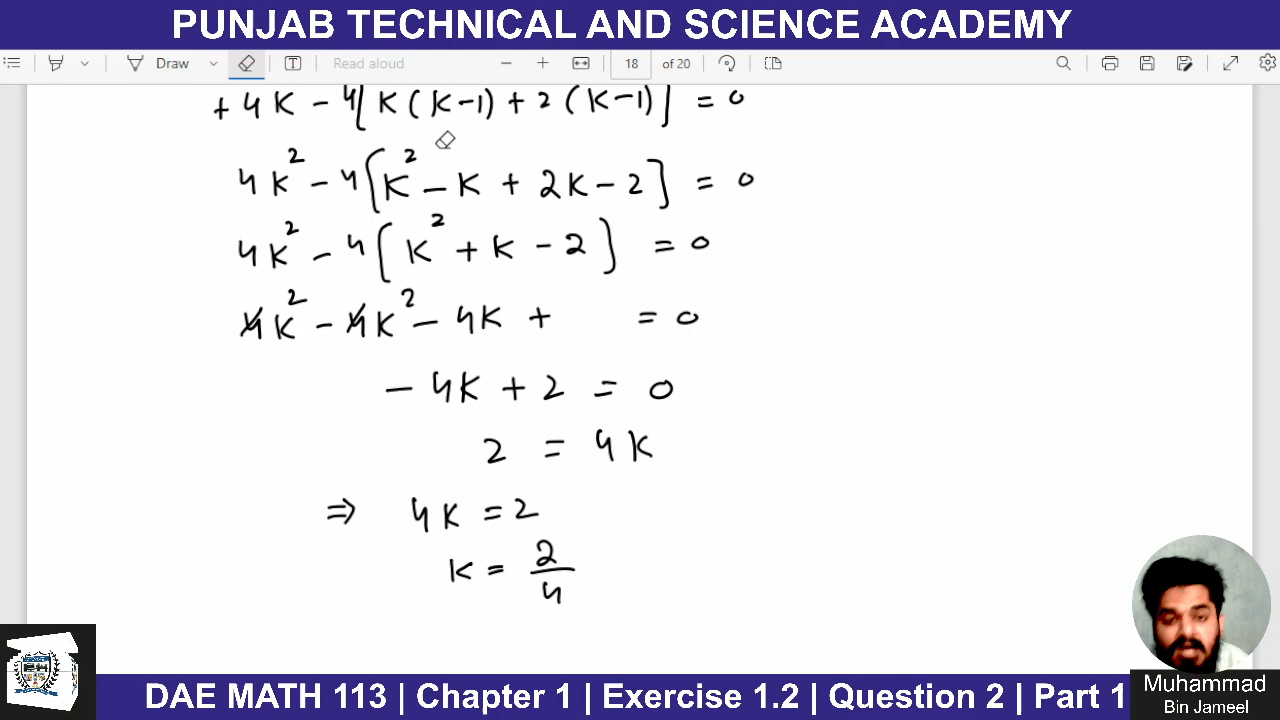 PUNJAB TECHNICAL AND SCIENCE ACADEMY
Draw Read aloud 18 of 20
+ 4K - 4[K(K-1) + 2(K-1)] = 0
4K² - 4[K² - K + 2K - 2] = 0
4K² - 4[K² + K - 2] = 0
4K² - 4K² - 4K + = 0
- 4K + 2 = 0
2 = 4K
⇒ 4K = 2
K = 2/4
DAE MATH 113 | Chapter 1 | Exercise 1.2 | Question 2 | Part 1
Muhammad
Bin Jameel